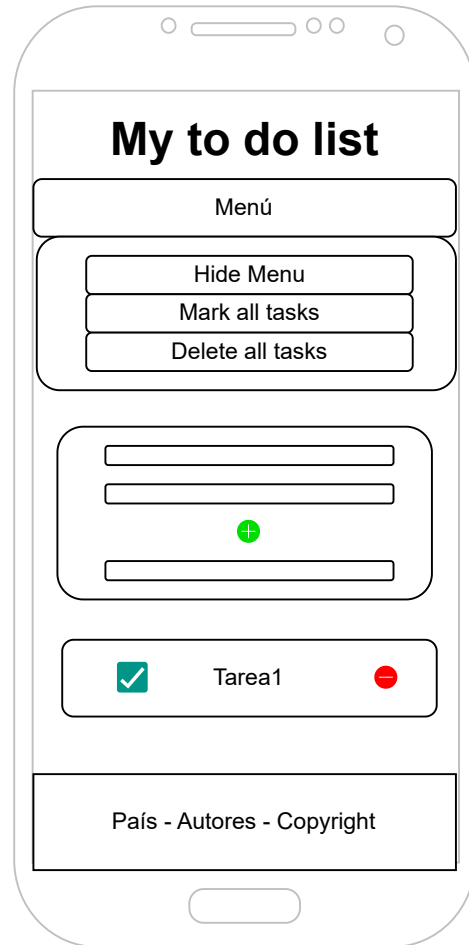 My to do list
Menú
Hide Menu
Mark all tasks
Delete all tasks
Tarea1
País - Autores - Copyright